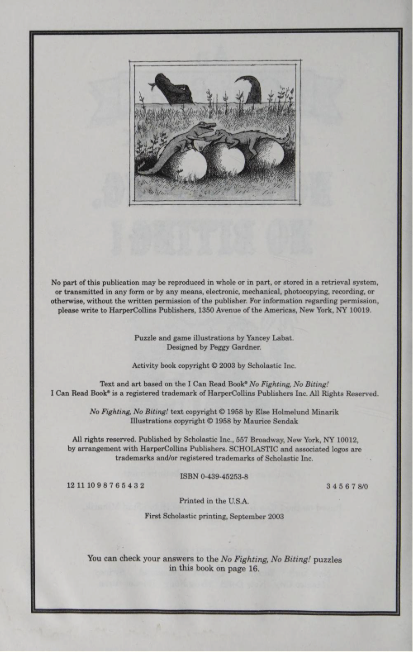 No part of this publication may be reproduced in whole or in part, or stored in a retrieval system,
or transmitted in any form or by any means, electronic, mechanical, photocopying, recording, or
otherwise, without the written permission of the publisher. For information regarding permission,
please write to HarperCollins Publishers, 1350 Avenue of the Americas, New York, NY 10019.
Puzzle and game illustrations by Yancey Labat.
Designed by Peggy Gardner.
Activity book copyright © 2003 by Scholastic Inc.
Text and art based on the I Can Read Book® No Fighting, No Biting!
I Can Read Book® is a registered trademark of HarperCollins Publishers Inc. All Rights Reserved.
No Fighting, No Biting! text copyright © 1958 by Else Holmelund Minarik
Illustrations copyright © 1958 by Maurice Sendak
All rights reserved. Published by Scholastic Inc., 557 Broadway, New York, NY 10012,
by arrangement with HarperCollins Publishers. SCHOLASTIC and associated logos are
trademarks and/or registered trademarks of Scholastic Inc.
ISBN 0-439-45253-8
12 11 10 9 8 7 6 5 4 3 2 3 4 5 6 7 8/0
Printed in the U.S.A.
First Scholastic printing, September 2003
You can check your answers to the No Fighting, No Biting! puzzles
in this book on page 16.